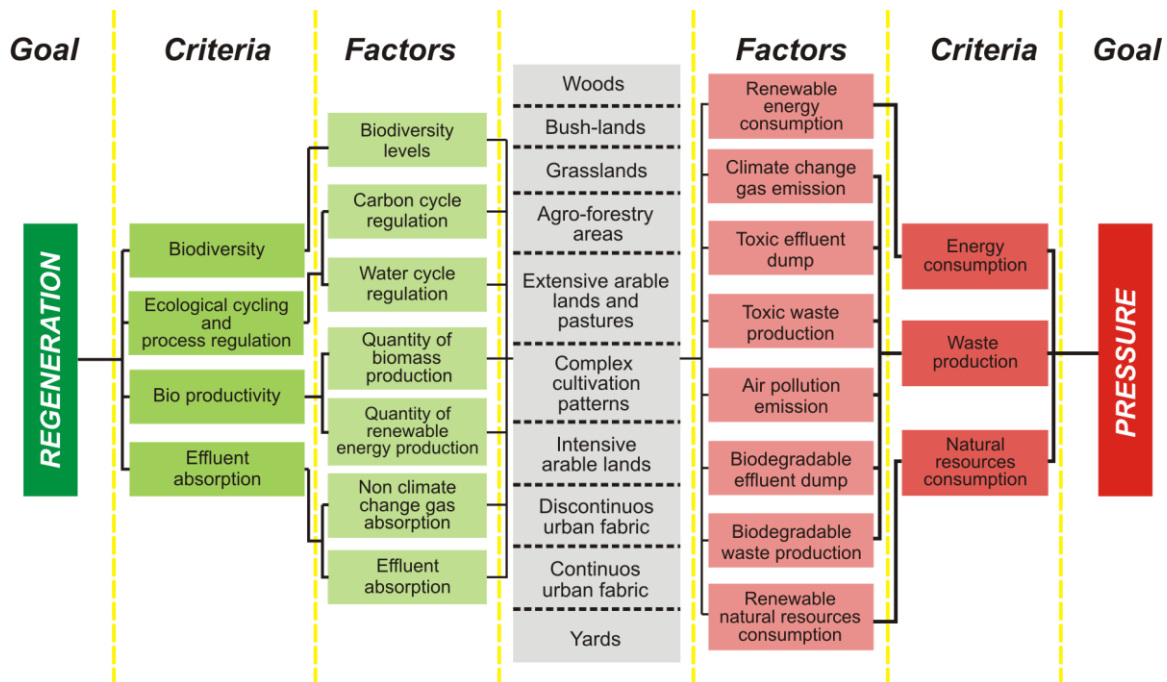 Goal
Criteria
Factors
Factors
Criteria
Goal
REGENERATION
Biodiversity
Ecological cycling
and
process regulation
Bio productivity
Effluent
absorption
Biodiversity
levels
Carbon cycle
regulation
Water cycle
regulation
Quantity of
biomass
production
Quantity of
renewable
energy production
Non climate
change gas
absorption
Effluent
absorption
Woods
Bush-lands
Grasslands
Agro-forestry
areas
Extensive arable
lands and
pastures
Complex
cultivation
patterns
Intensive
arable lands
Discontinuos
urban fabric
Continuos
urban fabric
Yards
Renewable
energy
consumption
Climate change
gas emission
Toxic effluent
dump
Toxic waste
production
Air pollution
emission
Biodegradable
effluent dump
Biodegradable
waste production
Renewable
natural resources
consumption
Energy
consumption
Waste
production
Natural
resources
consumption
PRESSURE